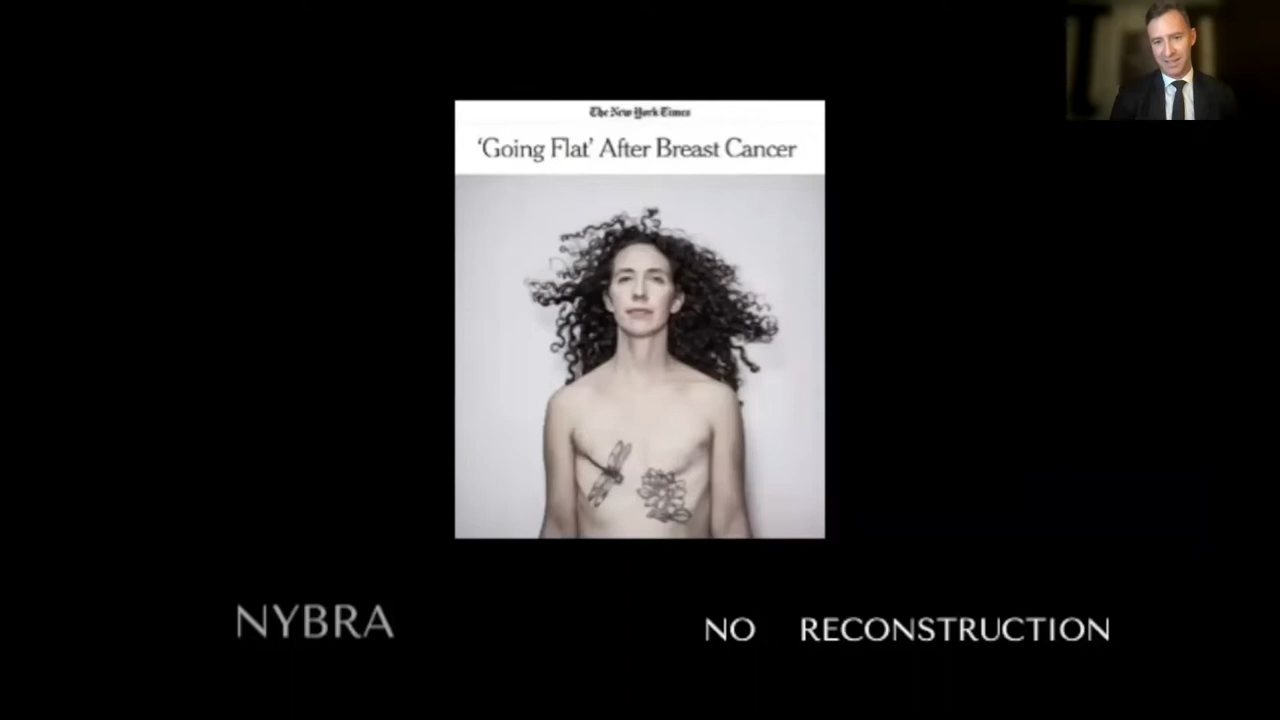 The New York Times
'Going Flat' After Breast Cancer
NYBRA
NO RECONSTRUCTION